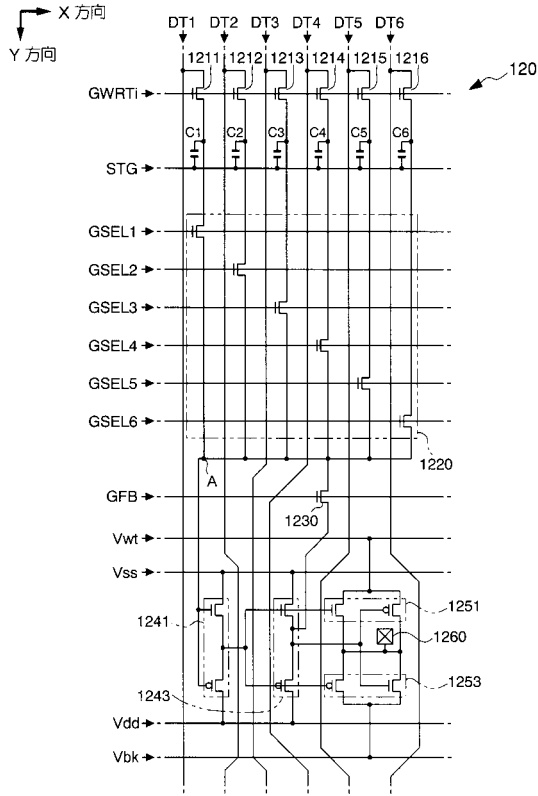 X 方向
Y 方向
DT1 DT2 DT3 DT4 DT5 DT6
1211 1212 1213 1214 1215 1216
120
GWRTi
C1 C2 C3 C4 C5 C6
STG
GSEL1
GSEL2
GSEL3
GSEL4
GSEL5
GSEL6
1220
A
GFB
1230
Vwt
Vss
1241
1251
1260
1253
1243
Vdd
Vbk